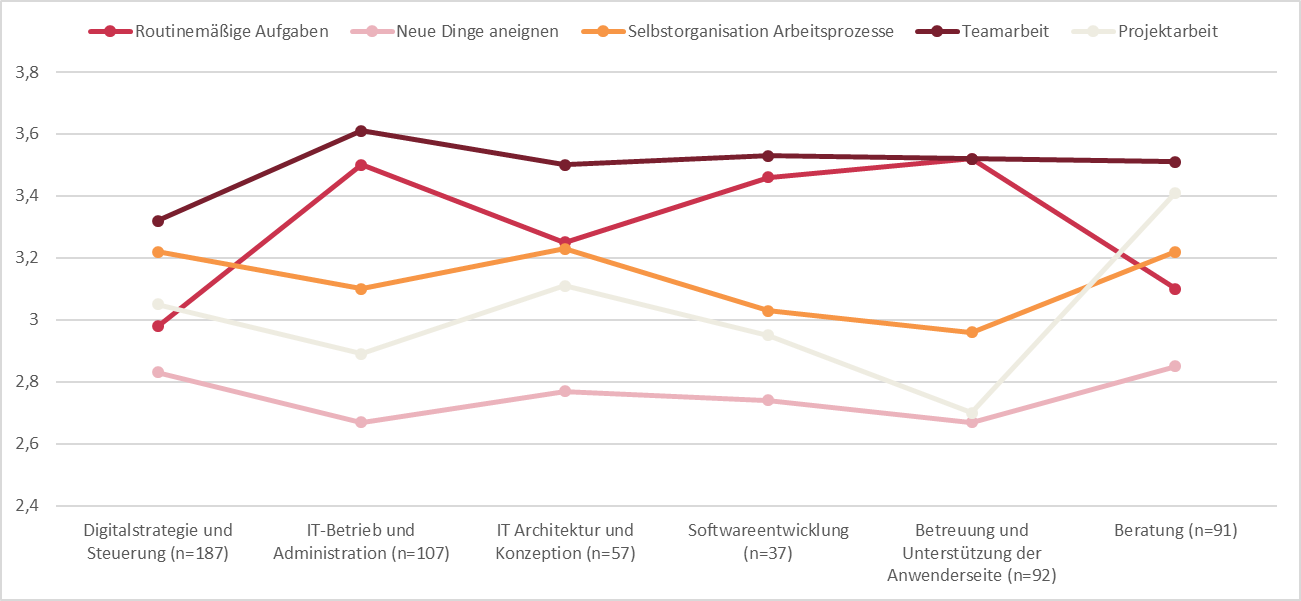 Routinemäßige Aufgaben Neue Dinge aneignen Selbstorganisation Arbeitsprozesse Teamarbeit Projektarbeit
3,8
3,6
3,4
3,2
3
2,8
2,6
2,4
Digitalstrategie und
Steuerung (n=187)
IT-Betrieb und
Administration (n=107)
IT Architektur und
Konzeption (n=57)
Softwareentwicklung
(n=37)
Betreuung und
Unterstützung der
Anwenderseite (n=92)
Beratung (n=91)